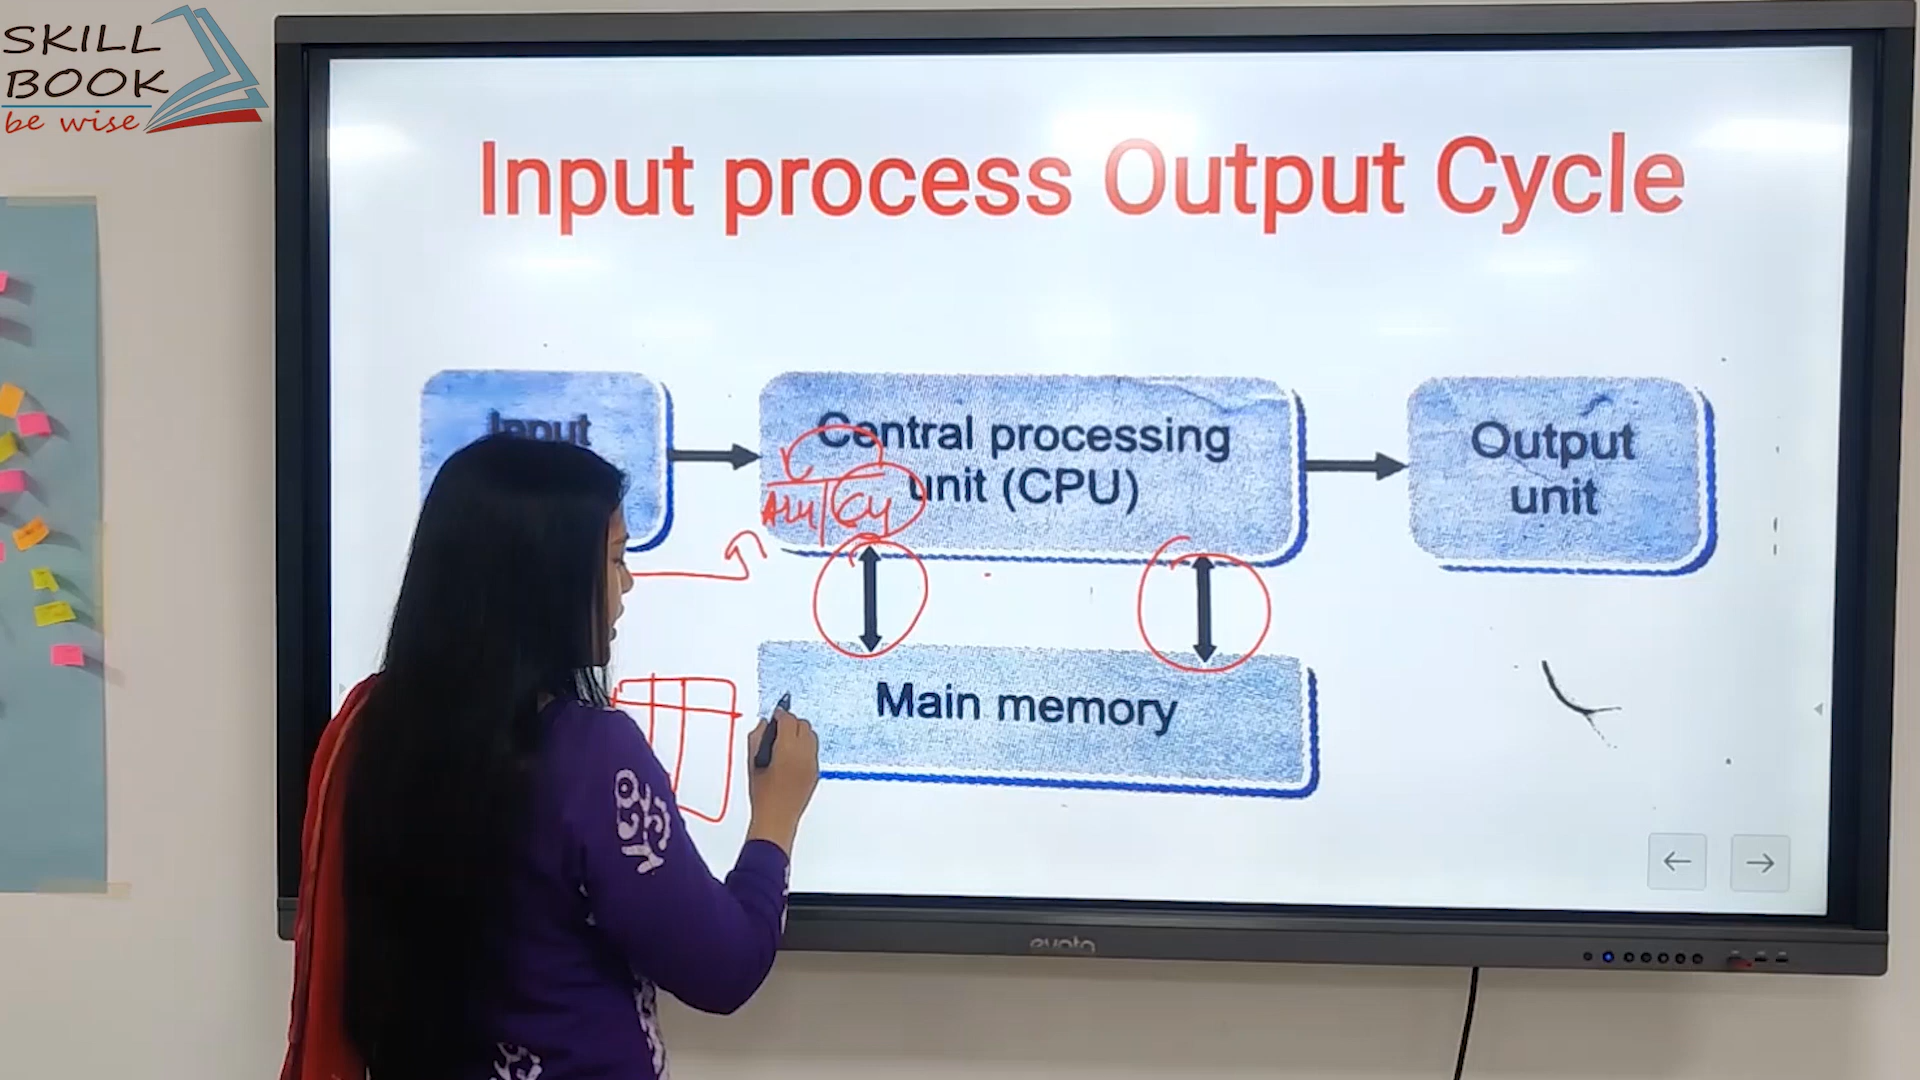 SKILL
BOOK
be wise
Input process Output Cycle
Input
Central processing
unit (CPU)
ALU
CU
Output
unit
Main memory